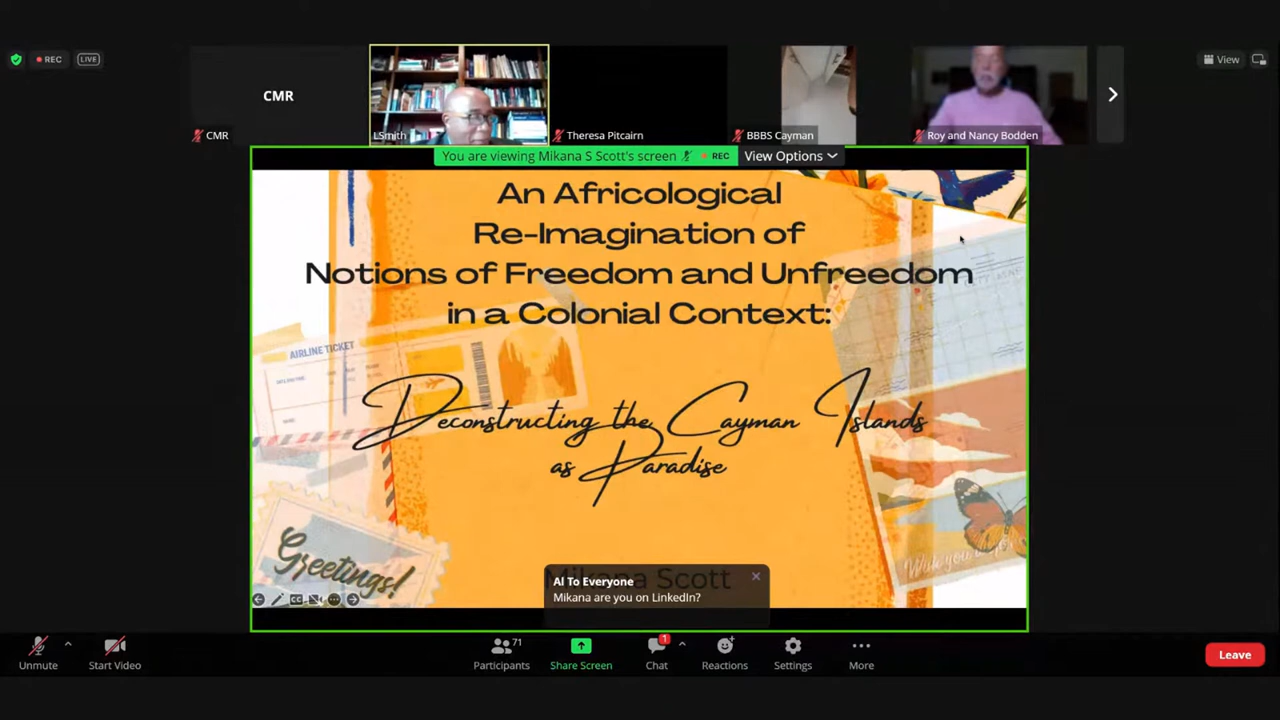 REC
LIVE
View
CMR
CMR
LSmith
Theresa Pitcairn
BBBS Cayman
Roy and Nancy Bodden
You are viewing Mikana S Scott's screen
REC
View Options
An Africological
Re-Imagination of
Notions of Freedom and Unfreedom
in a Colonial Context:
AIRLINE TICKET
Deconstructing the Cayman Islands
as Paradise
Greetings!
Mikana Scott
Al To Everyone
Mikana are you on LinkedIn?
CC
Unmute
Start Video
71
Participants
Share Screen
1
Chat
Reactions
Settings
More
Leave